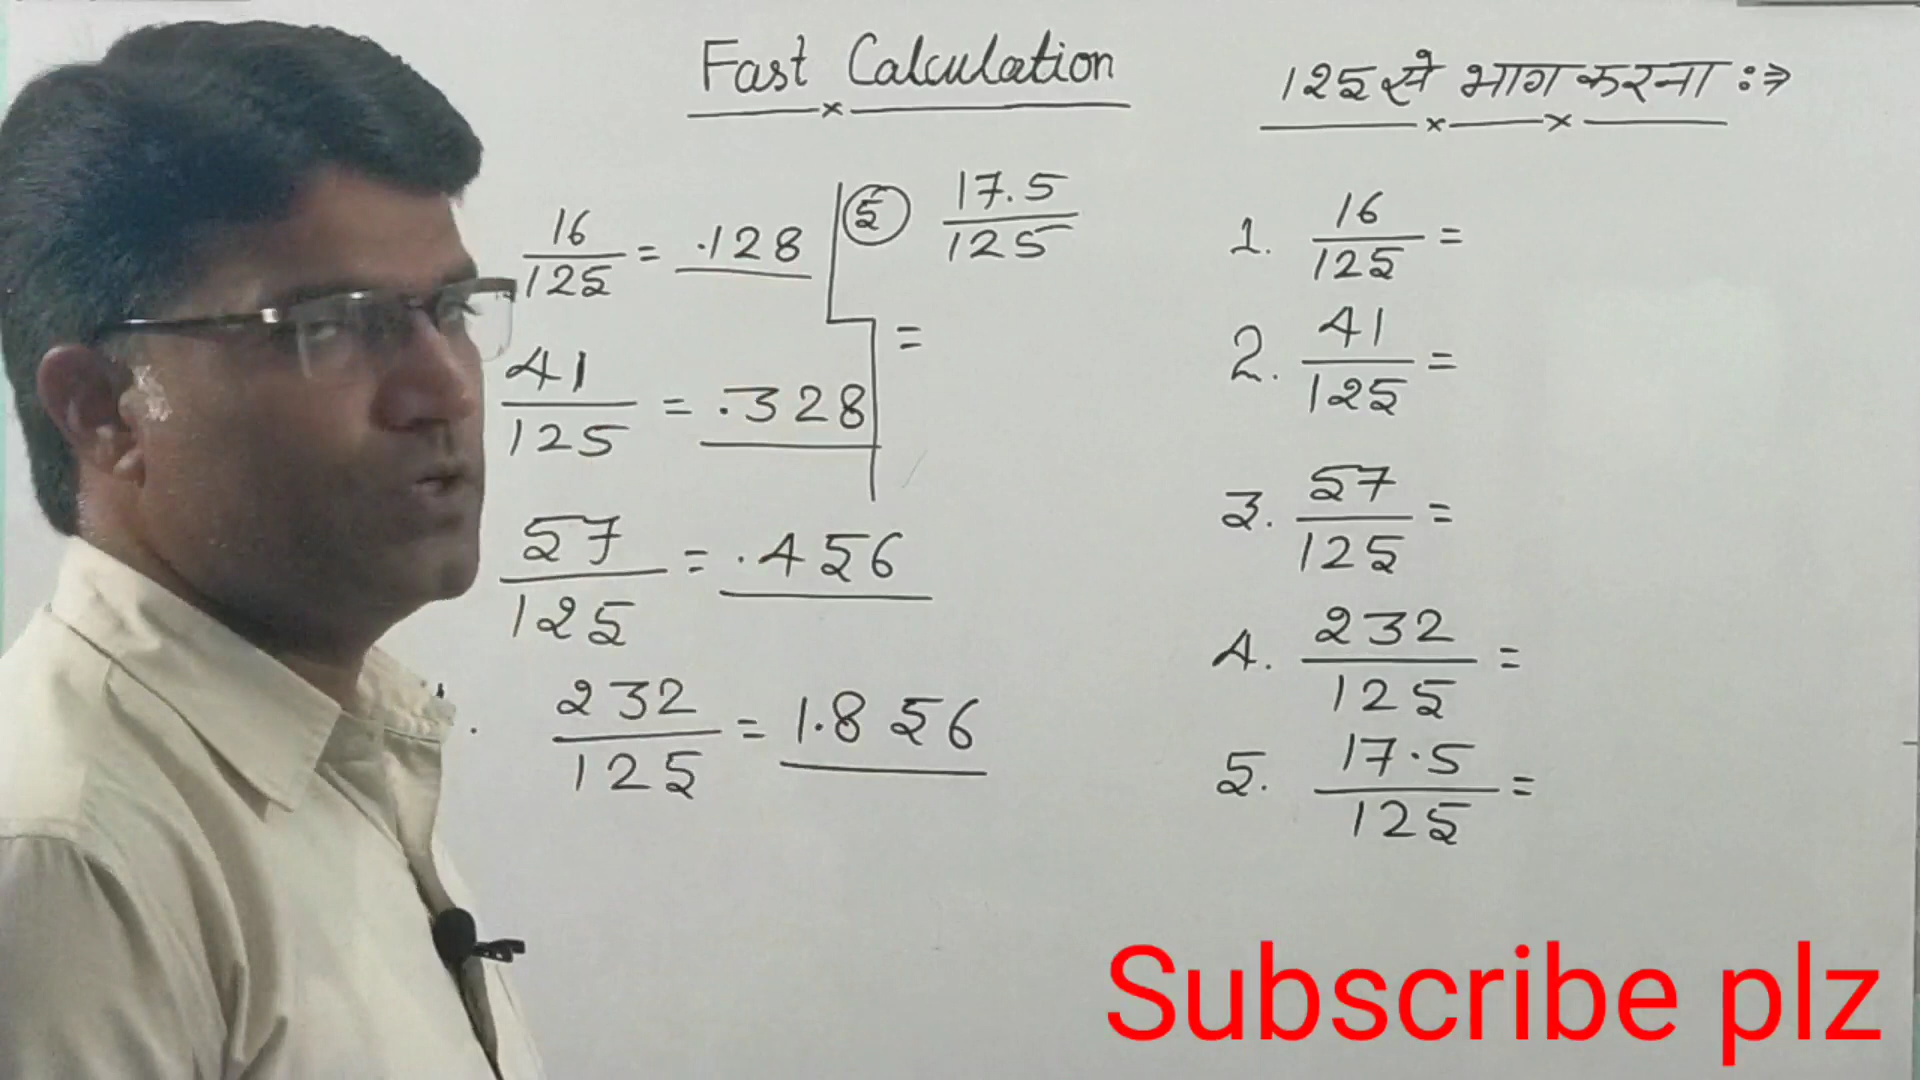 Fast Calculation
16/125 = .128
41/125 = .328
57/125 = .456
232/125 = 1.856
5 17.5/125
=
125 से भाग करना :⇒
1. 16/125 =
2. 41/125 =
3. 57/125 =
4. 232/125 =
5. 17.5/125 =
Subscribe plz